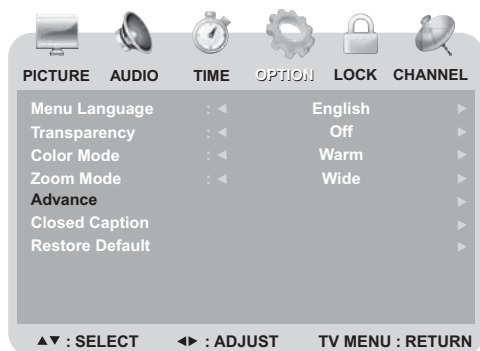 PICTURE AUDIO TIME OPTION LOCK CHANNEL
Menu Language : ◀ English ▶
Transparency : ◀ Off ▶
Color Mode : ◀ Warm ▶
Zoom Mode : ◀ Wide ▶
Advance ▶
Closed Caption ▶
Restore Default ▶
▲▼ : SELECT ◀▶ : ADJUST TV MENU : RETURN